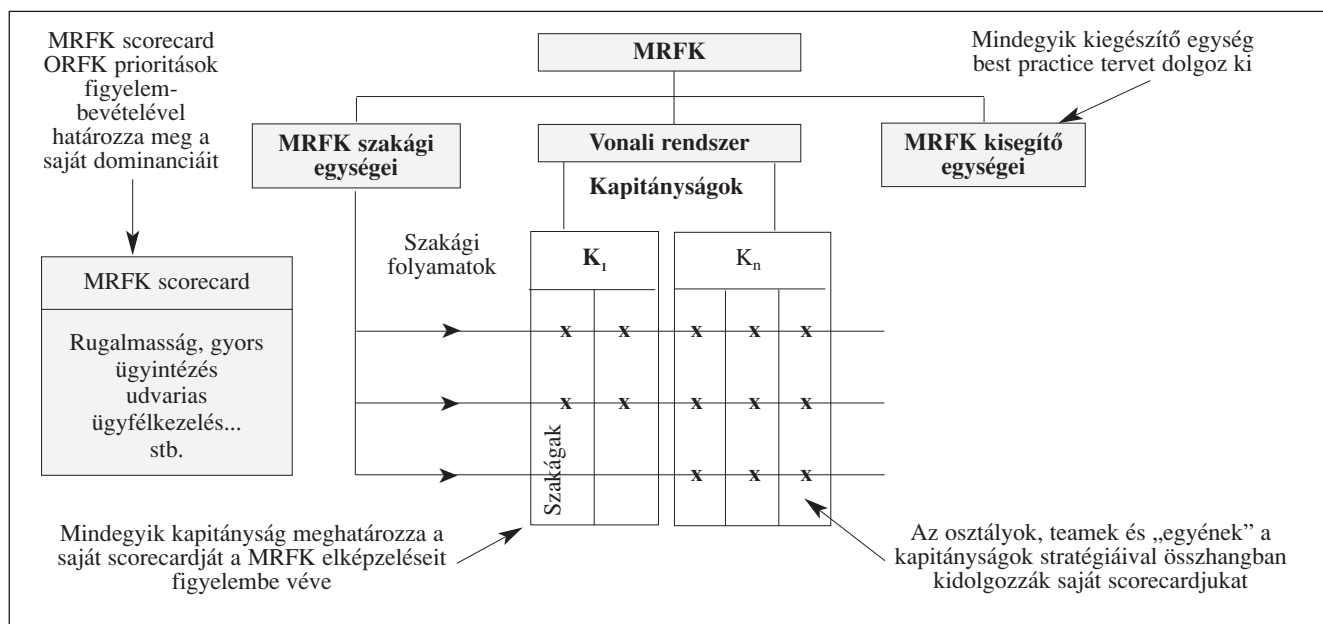 MRFK scorecard
ORFK prioritások
figyelem-
bevételével
határozza meg a
saját dominanciáit
MRFK
Mindegyik kiegészítő egység
best practice tervet dolgoz ki
MRFK szakági
egységei
Vonali rendszer
MRFK kisegítő
egységei
Kapitányságok
Szakági
folyamatok
K₁
Kₙ
MRFK scorecard
Rugalmasság, gyors
ügyintézés
udvarias
ügyfélkezelés...
stb.
x x x x x
x x x x x
x x x
Szakágak
Mindegyik kapitányság meghatározza a
saját scorecardját a MRFK elképzeléseit
figyelembe véve
Az osztályok, teamek és „egyének” a
kapitányságok stratégiáival összhangban
kidolgozzák saját scorecardjukat